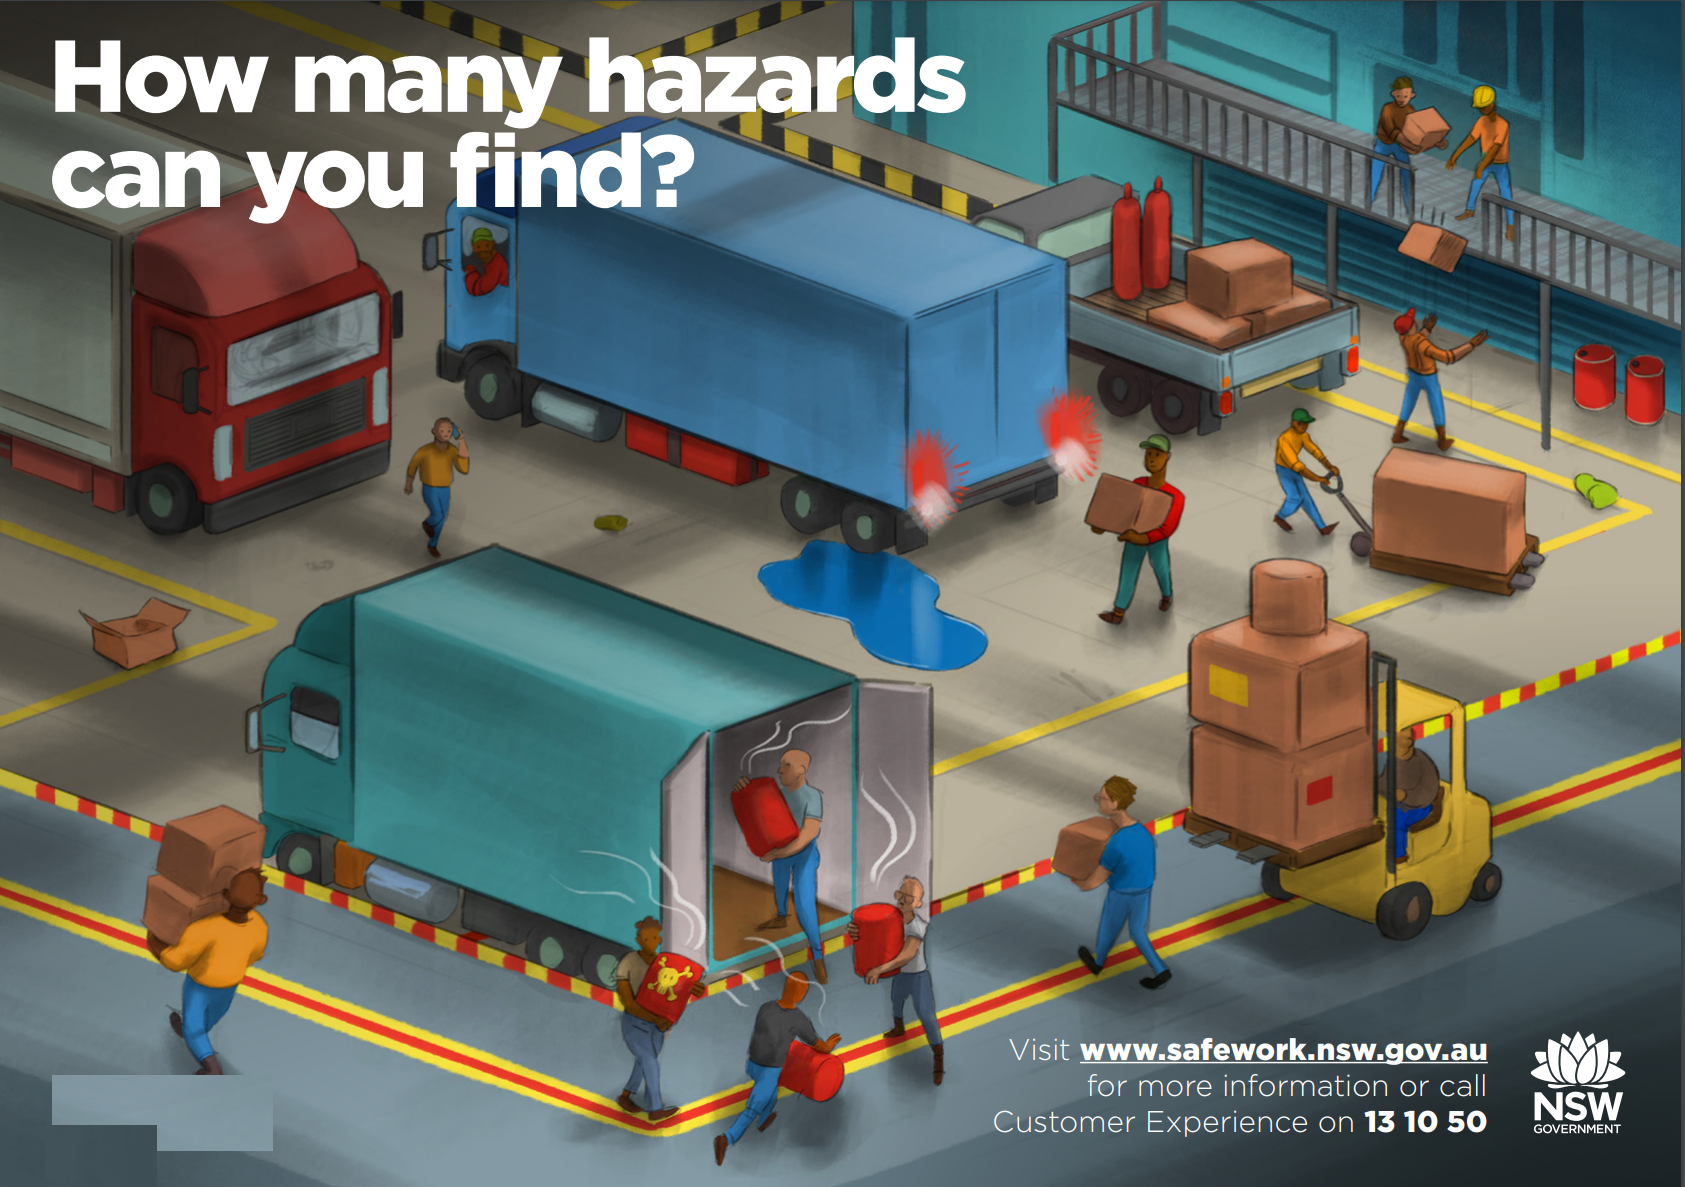 How many hazards
can you find?
Visit www.safework.nsw.gov.au
for more information or call
Customer Experience on 13 10 50
NSW
GOVERNMENT